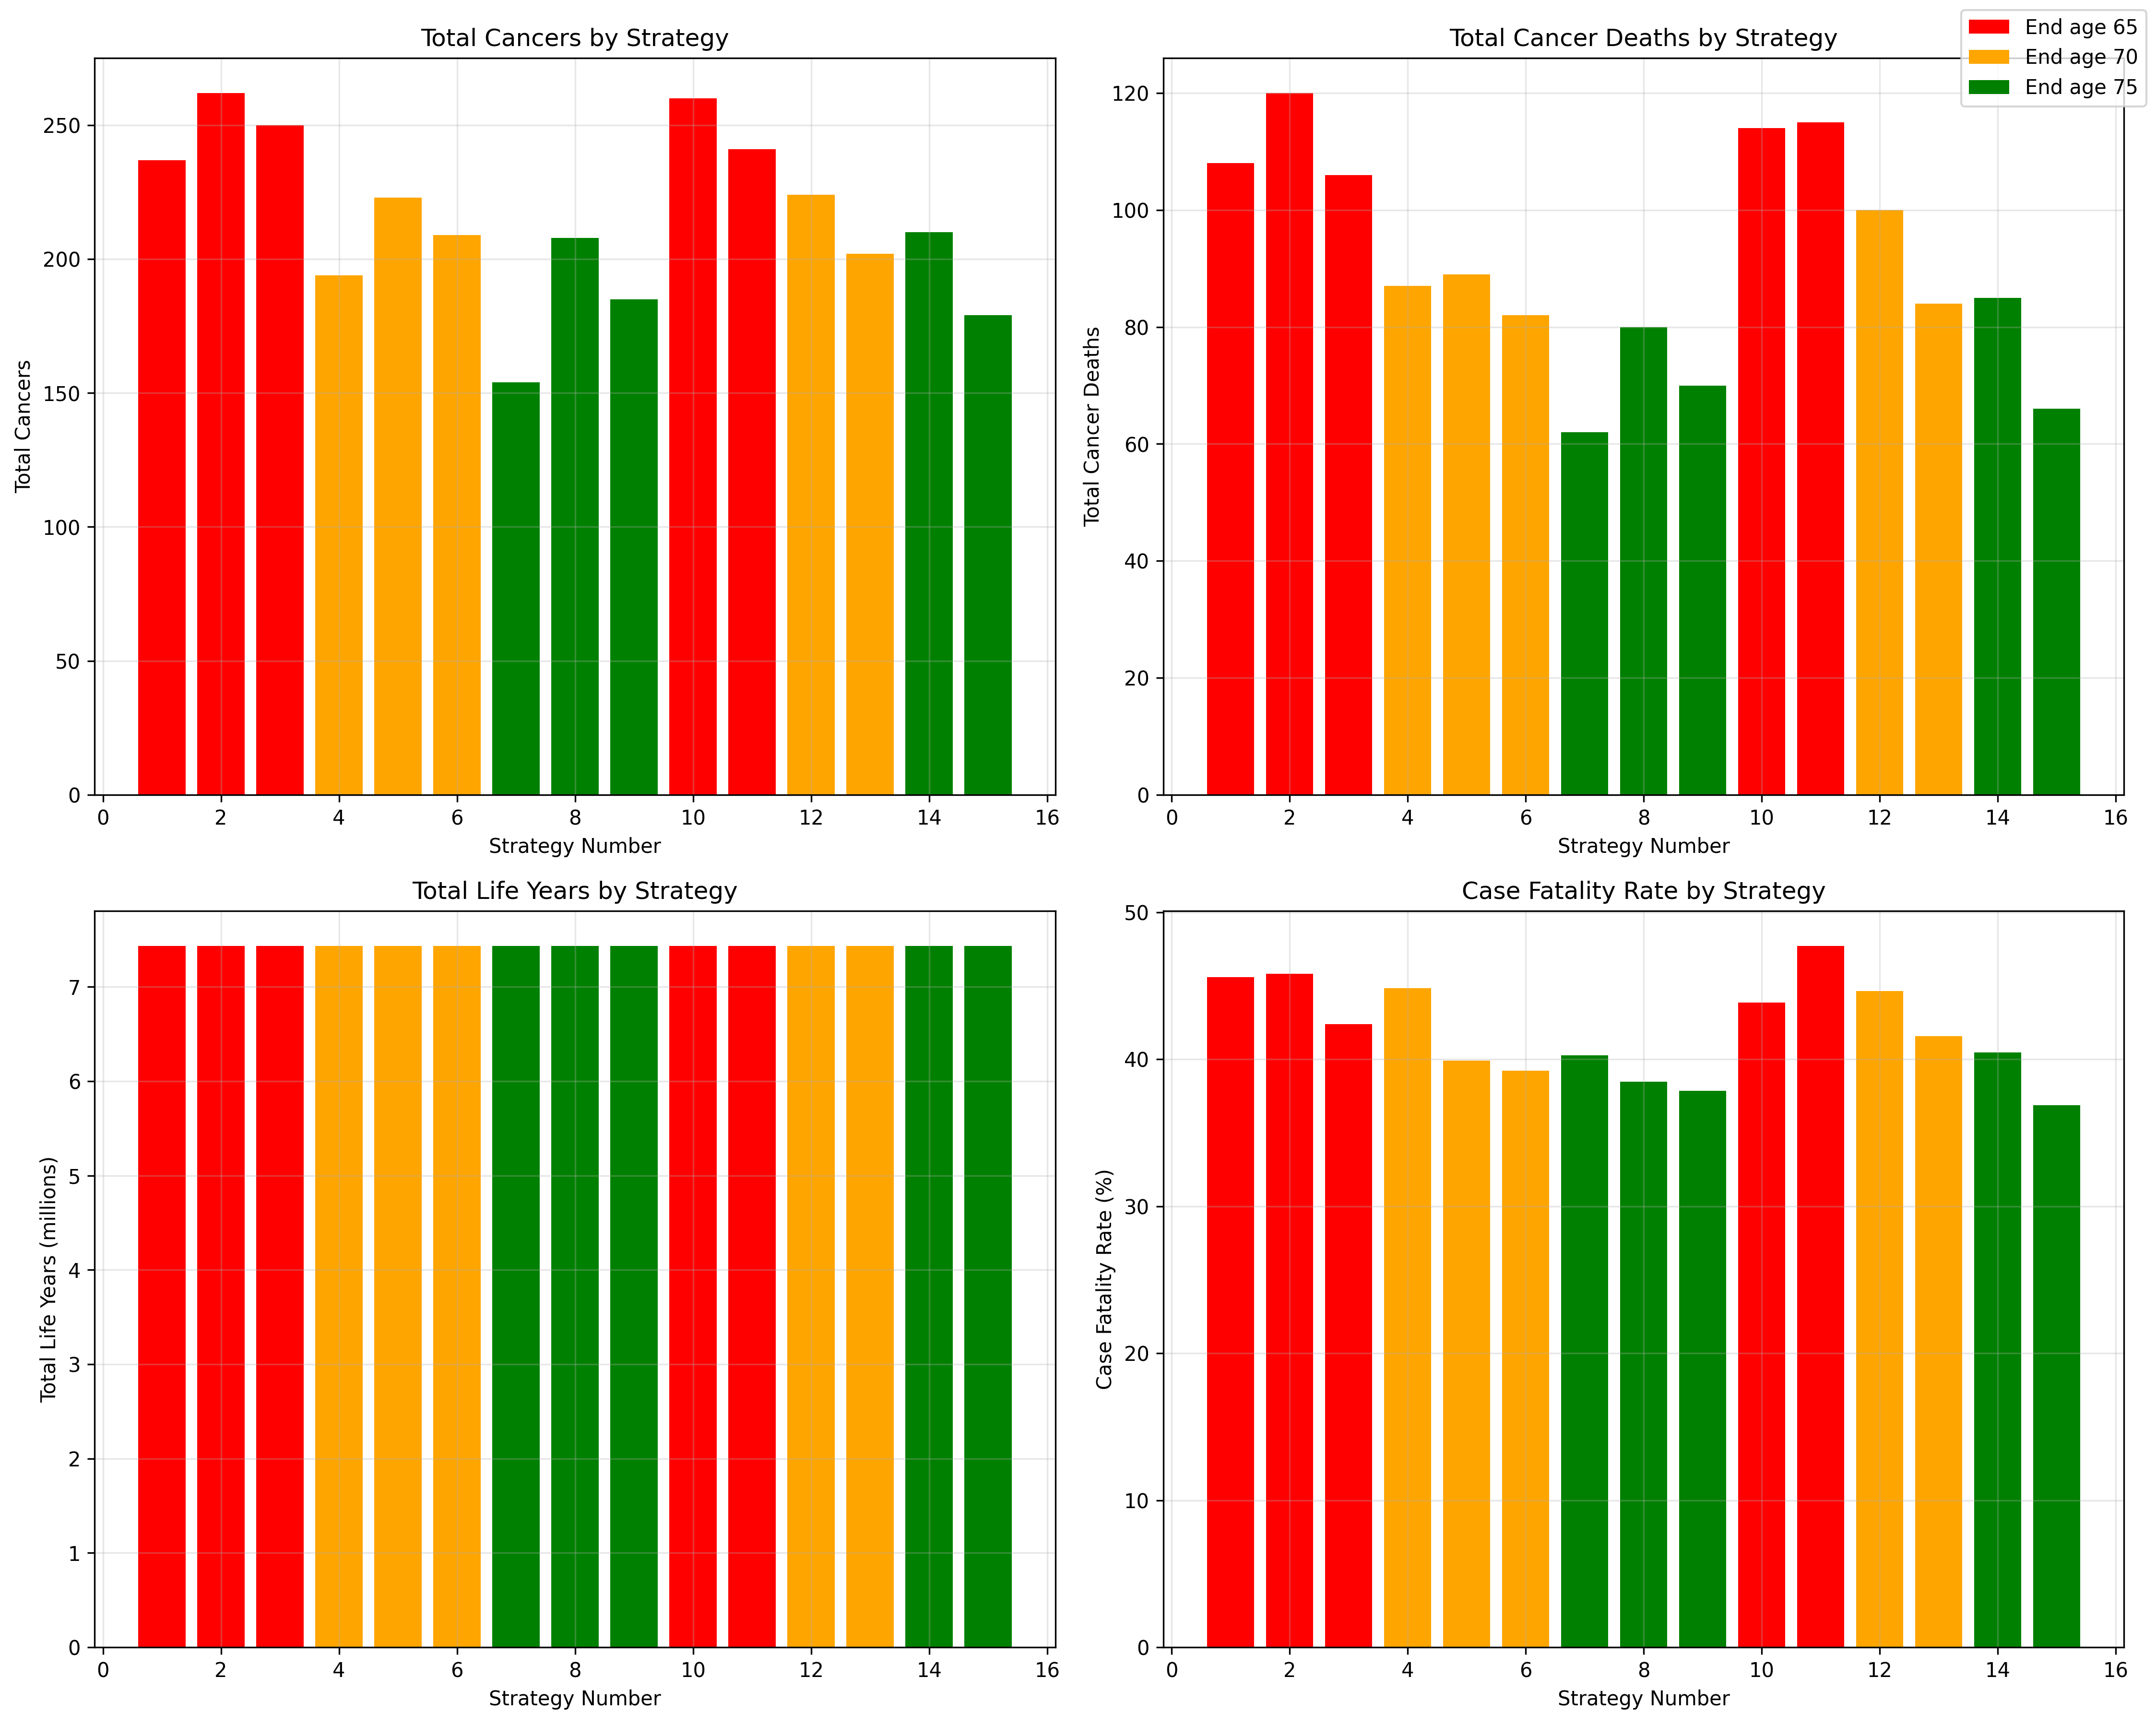 Total Cancers by Strategy
Total Cancers
250
200
150
100
50
0
0 2 4 6 8 10 12 14 16
Strategy Number
Total Cancer Deaths by Strategy
End age 65
End age 70
End age 75
Total Cancer Deaths
120
100
80
60
40
20
0
0 2 4 6 8 10 12 14 16
Strategy Number
Total Life Years by Strategy
Total Life Years (millions)
7
6
5
4
3
2
1
0
0 2 4 6 8 10 12 14 16
Strategy Number
Case Fatality Rate by Strategy
Case Fatality Rate (%)
50
40
30
20
10
0
0 2 4 6 8 10 12 14 16
Strategy Number